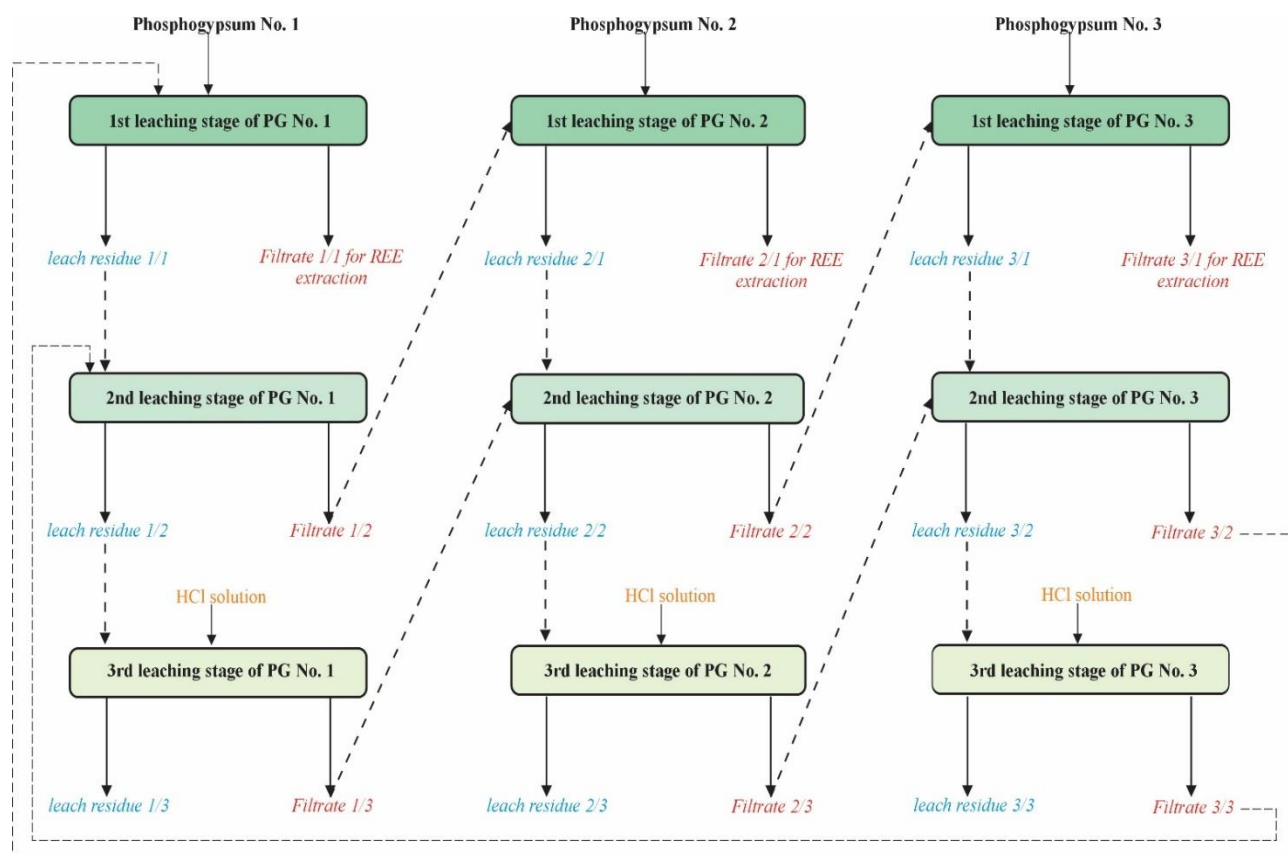 Phosphogypsum No. 1
Phosphogypsum No. 2
Phosphogypsum No. 3
1st leaching stage of PG No. 1
1st leaching stage of PG No. 2
1st leaching stage of PG No. 3
leach residue 1/1
Filtrate 1/1 for REE
extraction
leach residue 2/1
Filtrate 2/1 for REE
extraction
leach residue 3/1
Filtrate 3/1 for REE
extraction
2nd leaching stage of PG No. 1
2nd leaching stage of PG No. 2
2nd leaching stage of PG No. 3
leach residue 1/2
Filtrate 1/2
leach residue 2/2
Filtrate 2/2
leach residue 3/2
Filtrate 3/2
HCl solution
HCl solution
HCl solution
3rd leaching stage of PG No. 1
3rd leaching stage of PG No. 2
3rd leaching stage of PG No. 3
leach residue 1/3
Filtrate 1/3
leach residue 2/3
Filtrate 2/3
leach residue 3/3
Filtrate 3/3